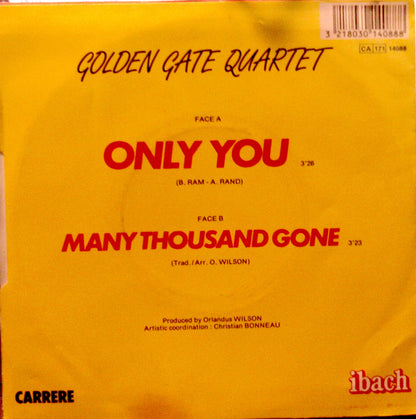 3 218030 140888
CA 171 14088
GOLDEN GATE QUARTET
FACE A
ONLY YOU 3'26
(B. RAM - A. RAND)
FACE B
MANY THOUSAND GONE 3'23
(Trad. / Arr. O. WILSON)
Produced by Orlandus WILSON
Artistic coordination : Christian BONNEAU
CARRERE
ibach